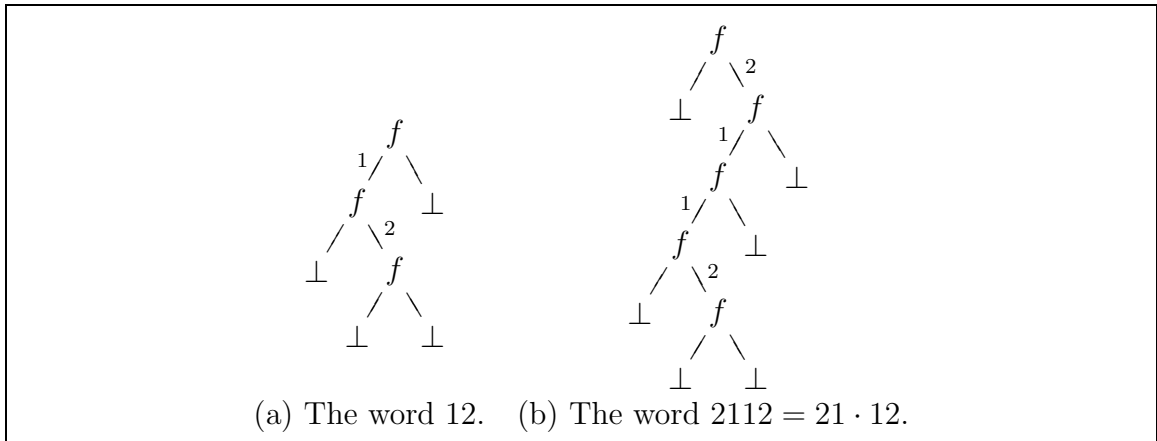 f
1
f ⊥
2
⊥ f
⊥ ⊥
f
2
⊥ f
1
f ⊥
1
f ⊥
2
⊥ f
⊥ ⊥
(a) The word 12. (b) The word 2112 = 21 · 12.